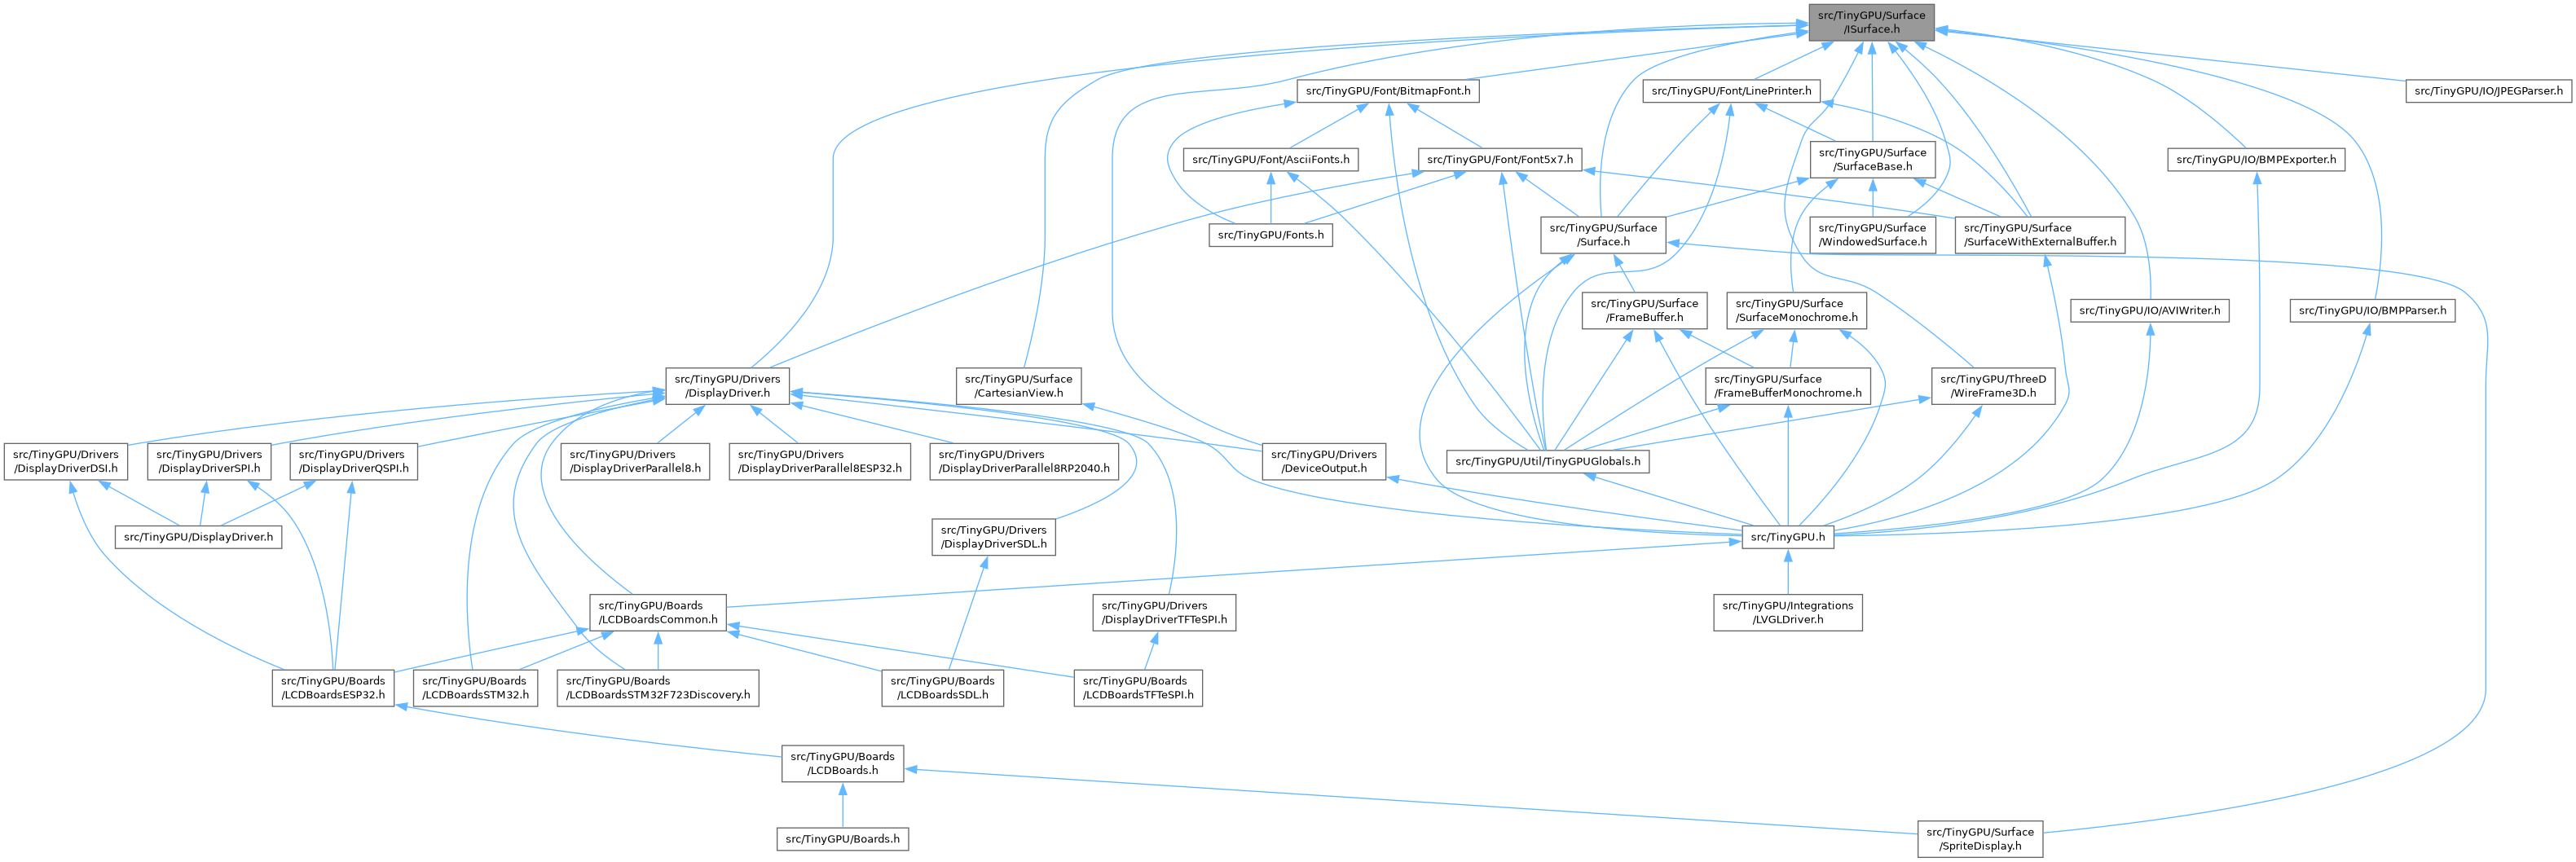 src/TinyGPU/Surface
/ISurface.h
src/TinyGPU/Font/BitmapFont.h
src/TinyGPU/Font/LinePrinter.h
src/TinyGPU/IO/JPEGParser.h
src/TinyGPU/Font/AsciiFonts.h
src/TinyGPU/Font/Font5x7.h
src/TinyGPU/Surface
/SurfaceBase.h
src/TinyGPU/IO/BMPExporter.h
src/TinyGPU/Fonts.h
src/TinyGPU/Surface
/Surface.h
src/TinyGPU/Surface
/WindowedSurface.h
src/TinyGPU/Surface
/SurfaceWithExternalBuffer.h
src/TinyGPU/Surface
/FrameBuffer.h
src/TinyGPU/Surface
/SurfaceMonochrome.h
src/TinyGPU/IO/AVIWriter.h
src/TinyGPU/IO/BMPParser.h
src/TinyGPU/Drivers
/DisplayDriver.h
src/TinyGPU/Surface
/CartesianView.h
src/TinyGPU/Surface
/FrameBufferMonochrome.h
src/TinyGPU/ThreeD
/WireFrame3D.h
src/TinyGPU/Drivers
/DisplayDriverDSI.h
src/TinyGPU/Drivers
/DisplayDriverSPI.h
src/TinyGPU/Drivers
/DisplayDriverQSPI.h
src/TinyGPU/Drivers
/DisplayDriverParallel8.h
src/TinyGPU/Drivers
/DisplayDriverParallel8ESP32.h
src/TinyGPU/Drivers
/DisplayDriverParallel8RP2040.h
src/TinyGPU/Drivers
/DeviceOutput.h
src/TinyGPU/Util/TinyGPUGlobals.h
src/TinyGPU/DisplayDriver.h
src/TinyGPU/Drivers
/DisplayDriverSDL.h
src/TinyGPU.h
src/TinyGPU/Boards
/LCDBoardsCommon.h
src/TinyGPU/Drivers
/DisplayDriverTFTeSPI.h
src/TinyGPU/Integrations
/LVGLDriver.h
src/TinyGPU/Boards
/LCDBoardsESP32.h
src/TinyGPU/Boards
/LCDBoardsSTM32.h
src/TinyGPU/Boards
/LCDBoardsSTM32F723Discovery.h
src/TinyGPU/Boards
/LCDBoardsSDL.h
src/TinyGPU/Boards
/LCDBoardsTFTeSPI.h
src/TinyGPU/Boards
/LCDBoards.h
src/TinyGPU/Boards.h
src/TinyGPU/Surface
/SpriteDisplay.h